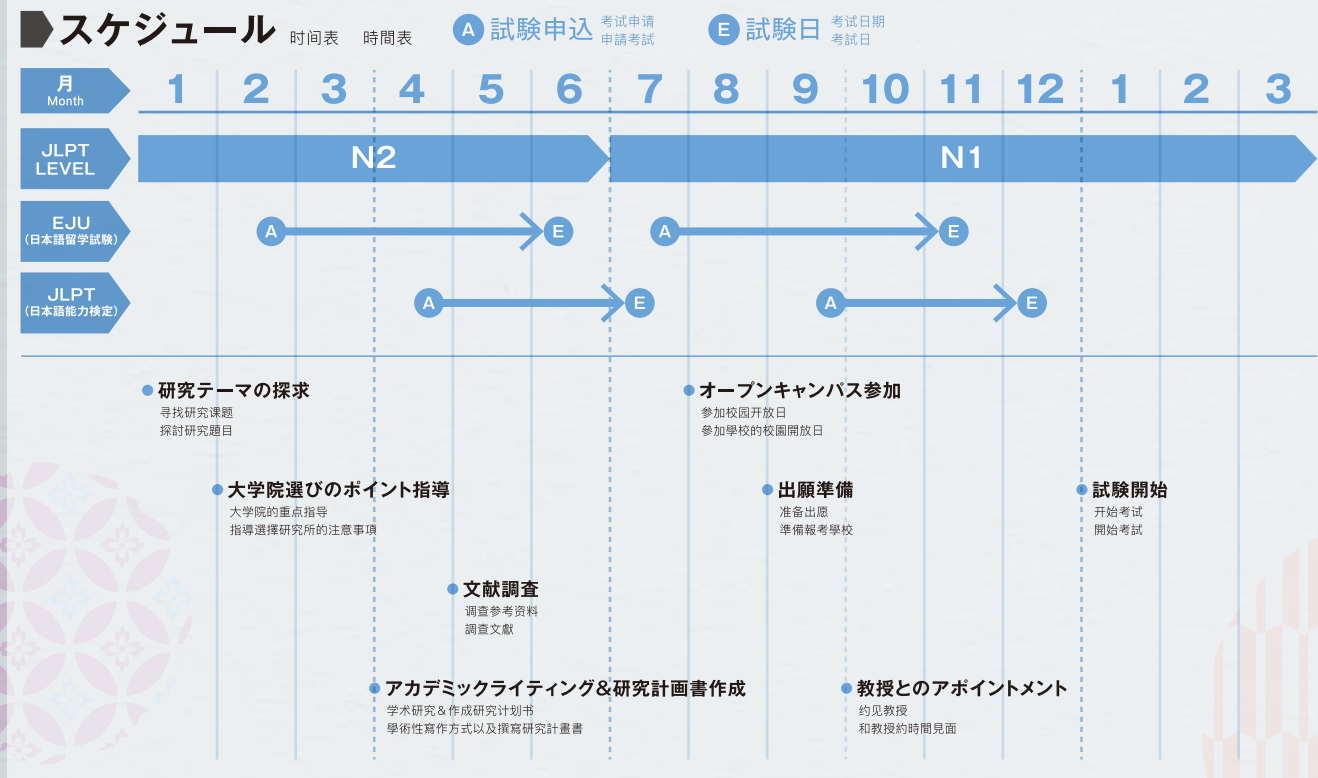 スケジュール 时间表 時間表
A 試験申込 考试申请
申請考試
E 試験日 考试日期
考試日
月
Month
1 2 3 4 5 6 7 8 9 10 11 12 1 2 3
JLPT
LEVEL
N2 N1
EJU
(日本語留学試験)
A E A E
JLPT
(日本語能力検定)
A E A E
研究テーマの探求
寻找研究课题
探討研究題目
オープンキャンパス参加
参加校园开放日
參加學校的校園開放日
大学院選びのポイント指導
大学院的重点指导
指導選擇研究所的注意事項
出願準備
准备出愿
準備報考學校
試験開始
开始考试
開始考試
文献調査
调查参考资料
調查文獻
アカデミックライティング&研究計画書作成
学术研究&作成研究计划书
學術性寫作方式以及撰寫研究計畫書
教授とのアポイントメント
约见教授
和教授約時間見面